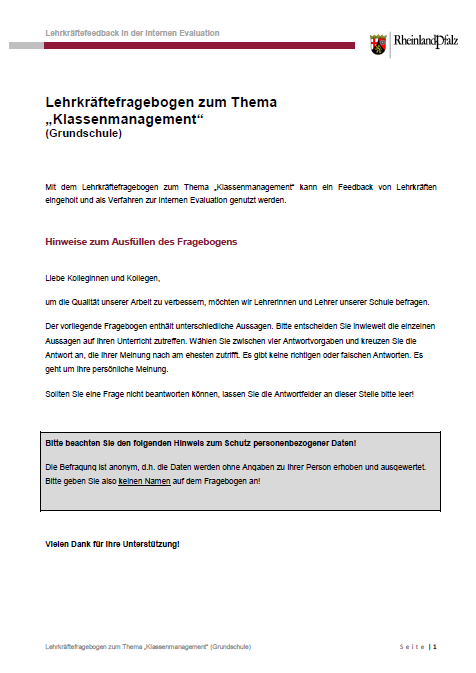 Lehrkräftefeedback in der internen Evaluation
RheinlandPfalz
Lehrkräftefragebogen zum Thema
„Klassenmanagement“
(Grundschule)
Mit dem Lehrkräftefragebogen zum Thema „Klassenmanagement“ kann ein Feedback von Lehrkräften
eingeholt und als Verfahren zur internen Evaluation genutzt werden.
Hinweise zum Ausfüllen des Fragebogens
Liebe Kolleginnen und Kollegen,
um die Qualität unserer Arbeit zu verbessern, möchten wir Lehrerinnen und Lehrer unserer Schule befragen.
Der vorliegende Fragebogen enthält unterschiedliche Aussagen. Bitte entscheiden Sie inwieweit die einzelnen
Aussagen auf Ihren Unterricht zutreffen. Wählen Sie zwischen vier Antwortvorgaben und kreuzen Sie die
Antwort an, die Ihrer Meinung nach am ehesten zutrifft. Es gibt keine richtigen oder falschen Antworten. Es
geht um Ihre persönliche Meinung.
Sollten Sie eine Frage nicht beantworten können, lassen Sie die Antwortfelder an dieser Stelle bitte leer!
Bitte beachten Sie den folgenden Hinweis zum Schutz personenbezogener Daten!
Die Befragung ist anonym, d.h. die Daten werden ohne Angaben zu Ihrer Person erhoben und ausgewertet.
Bitte geben Sie also keinen Namen auf dem Fragebogen an!
Vielen Dank für Ihre Unterstützung!
Lehrkräftefragebogen zum Thema „Klassenmanagement“ (Grundschule)
Seite | 1